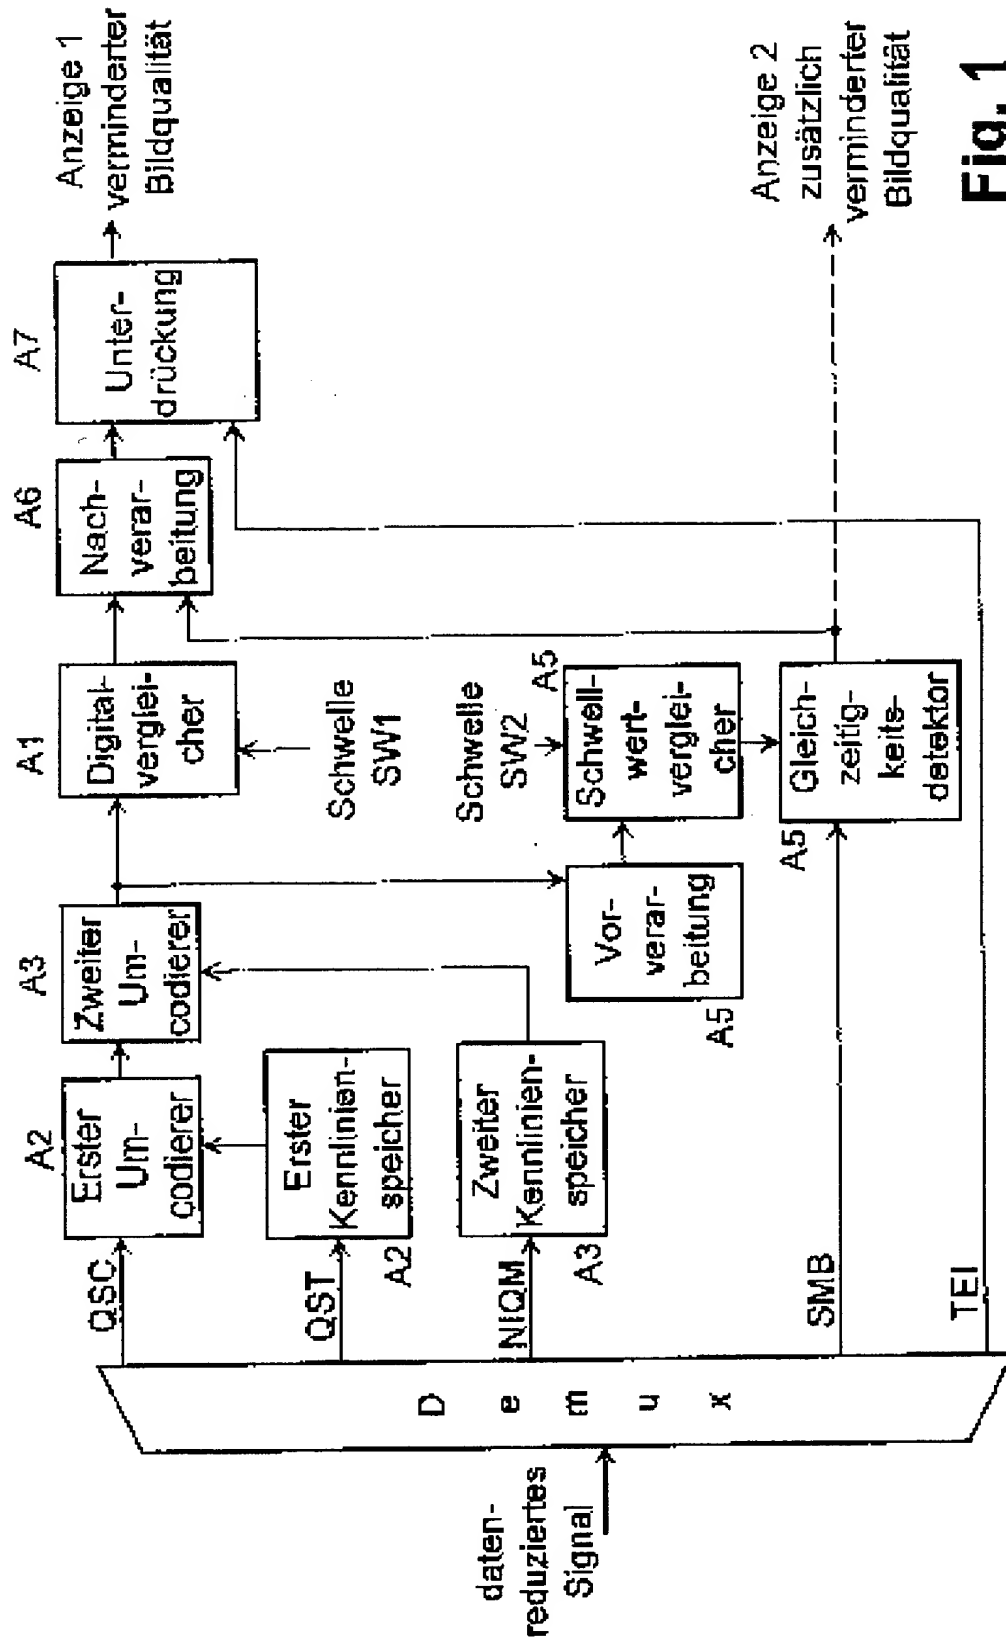 daten-
reduziertes
Signal
D
e
m
u
x
QSC
QST
NIQM
SMB
TEI
A2
Erster
Um-
codierer
Erster
Kennlinien-
speicher
A2
Zweiter
Kennlinien-
speicher
A3
A3
Zweiter
Um-
codierer
Vor-
verar-
beitung
A5
A1
Digital-
verglei-
cher
Schwelle
SW1
Schwelle
SW2
A5
Schwell-
wert-
verglei-
cher
A5
Gleich-
zeitig-
keits-
detektor
A6
Nach-
verar-
beitung
A7
Unter-
drückung
Anzeige 1
verminderter
Bildqualität
Anzeige 2
zusätzlich
verminderter
Bildqualität
Fig. 1